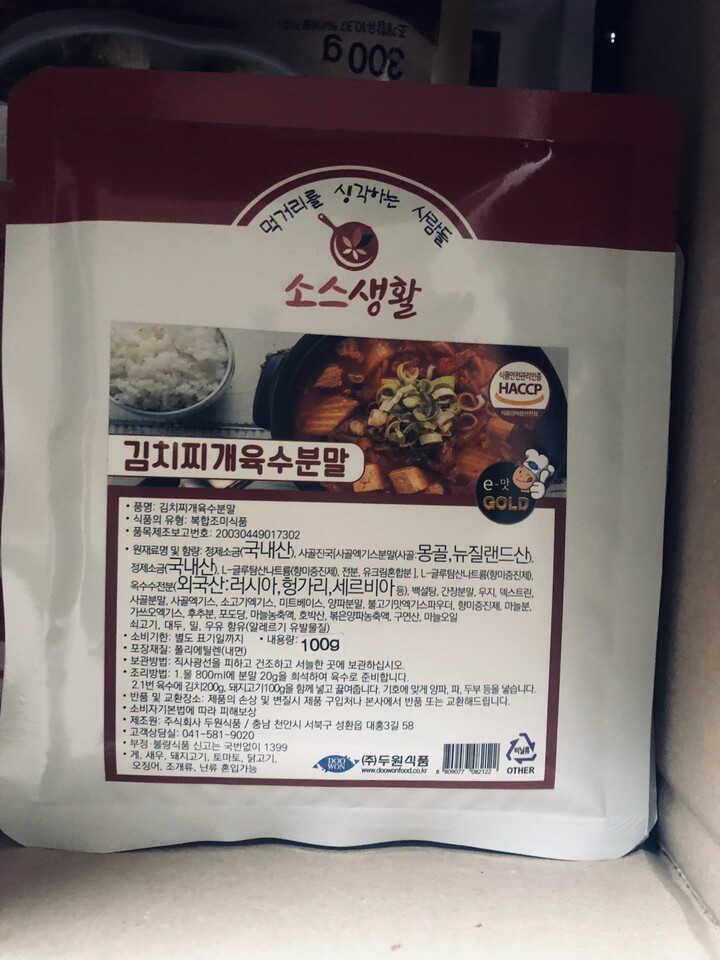 300 g
먹거리를 생각하는 사람들
소스생활
식품안전관리인증
HACCP
식품의약품안전처
김치찌개육수분말
e-맛
GOLD
• 품명: 김치찌개육수분말
• 식품의 유형: 복합조미식품
품목제조보고번호: 20030449017302
• 원재료명 및 함량: 정제소금(국내산), 사골진국[사골엑기스분말(사골:몽골,뉴질랜드산),
정제소금(국내산), L-글루탐산나트륨(향미증진제), 전분, 유크림혼합분], L-글루탐산나트륨(향미증진제),
옥수수전분(외국산:러시아,헝가리,세르비아 등), 백설탕, 간장분말, 우지, 덱스트린,
사골분말, 사골엑기스, 소고기엑기스, 미트베이스, 양파분말, 불고기맛엑기스파우더, 향미증진제, 마늘분,
가쓰오엑기스, 후추분, 포도당, 마늘농축액, 호박산, 볶은양파농축액, 구연산, 마늘오일
쇠고기, 대두, 밀, 우유 함유(알레르기 유발물질)
• 소비기한: 별도 표기일까지 • 내용량: 100g
• 포장재질: 폴리에틸렌(내면)
• 보관방법: 직사광선을 피하고 건조하고 서늘한 곳에 보관하십시오.
• 조리방법: 1.물 800ml에 분말 20g을 희석하여 육수로 준비합니다.
2.1번 육수에 김치200g, 돼지고기100g을 함께 넣고 끓여줍니다. 기호에 맞게 양파, 파, 두부 등을 넣습니다.
• 반품 및 교환장소: 제품의 손상 및 변질시 제품 구입처나 본사에서 반품 또는 교환해드립니다.
• 소비자기본법에 따라 피해보상
• 제조원: 주식회사 두원식품 / 충남 천안시 서북구 성환읍 대홍3길 58
• 고객상담실: 041-581-9020
• 부정·불량식품 신고는 국번없이 1399
• 게, 새우, 돼지고기, 토마토, 닭고기,
오징어, 조개류, 난류 혼입가능
DOO WON
(주)두원식품
www.doowonfood.co.kr
8 809077 082122
비닐류
OTHER